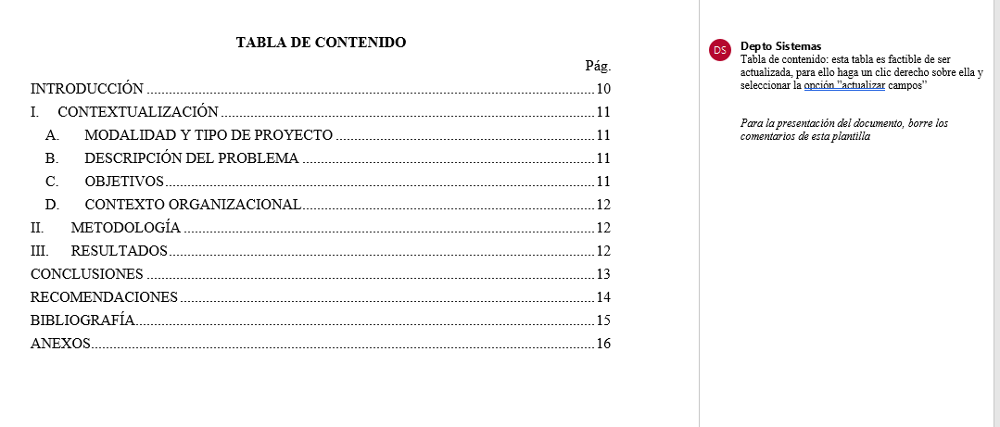 TABLA DE CONTENIDO
Pág.
INTRODUCCIÓN ........ 10
I. CONTEXTUALIZACIÓN ........ 11
A. MODALIDAD Y TIPO DE PROYECTO ........ 11
B. DESCRIPCIÓN DEL PROBLEMA ........ 11
C. OBJETIVOS ........ 11
D. CONTEXTO ORGANIZACIONAL ........ 12
II. METODOLOGÍA ........ 12
III. RESULTADOS ........ 12
CONCLUSIONES ........ 13
RECOMENDACIONES ........ 14
BIBLIOGRAFÍA ........ 15
ANEXOS ........ 16
DS
Depto Sistemas
Tabla de contenido: esta tabla es factible de ser
actualizada, para ello haga un clic derecho sobre ella y
seleccionar la opción ”actualizar campos”
Para la presentación del documento, borre los
comentarios de esta plantilla